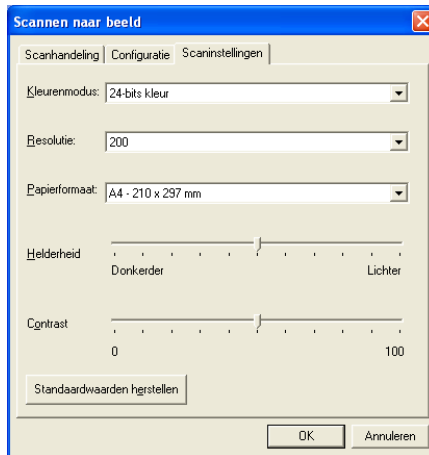 Scannen naar beeld
Scanhandeling Configuratie Scaninstellingen
Kleurenmodus: 24-bits kleur
Resolutie: 200
Papierformaat: A4 - 210 x 297 mm
Helderheid
Donkerder Lichter
Contrast
0 100
Standaardwaarden herstellen
OK Annuleren